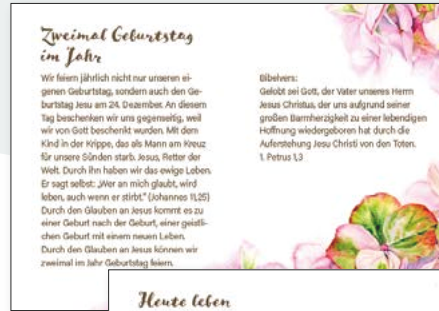 Zweimal Geburtstag
im Jahr
Wir feiern jährlich nicht nur unseren ei-
genen Geburtstag, sondern auch den Ge-
burtstag Jesu am 24. Dezember. An diesem
Tag beschenken wir uns gegenseitig, weil
wir von Gott beschenkt wurden. Mit dem
Kind in der Krippe, das als Mann am Kreuz
für unsere Sünden starb. Jesus, Retter der
Welt. Durch ihn haben wir das ewige Leben.
Er sagt selbst: „Wer an mich glaubt, wird
leben, auch wenn er stirbt.“ (Johannes 11,25)
Durch den Glauben an Jesus kommt es zu
einer Geburt nach der Geburt, einer geistli-
chen Geburt mit einem neuen Leben.
Durch den Glauben an Jesus können wir
zweimal im Jahr Geburtstag feiern.
Bibelvers:
Gelobt sei Gott, der Vater unseres Herrn
Jesus Christus, der uns aufgrund seiner
großen Barmherzigkeit zu einer lebendigen
Hoffnung wiedergeboren hat durch die
Auferstehung Jesu Christi von den Toten.
1. Petrus 1,3
Heute leben